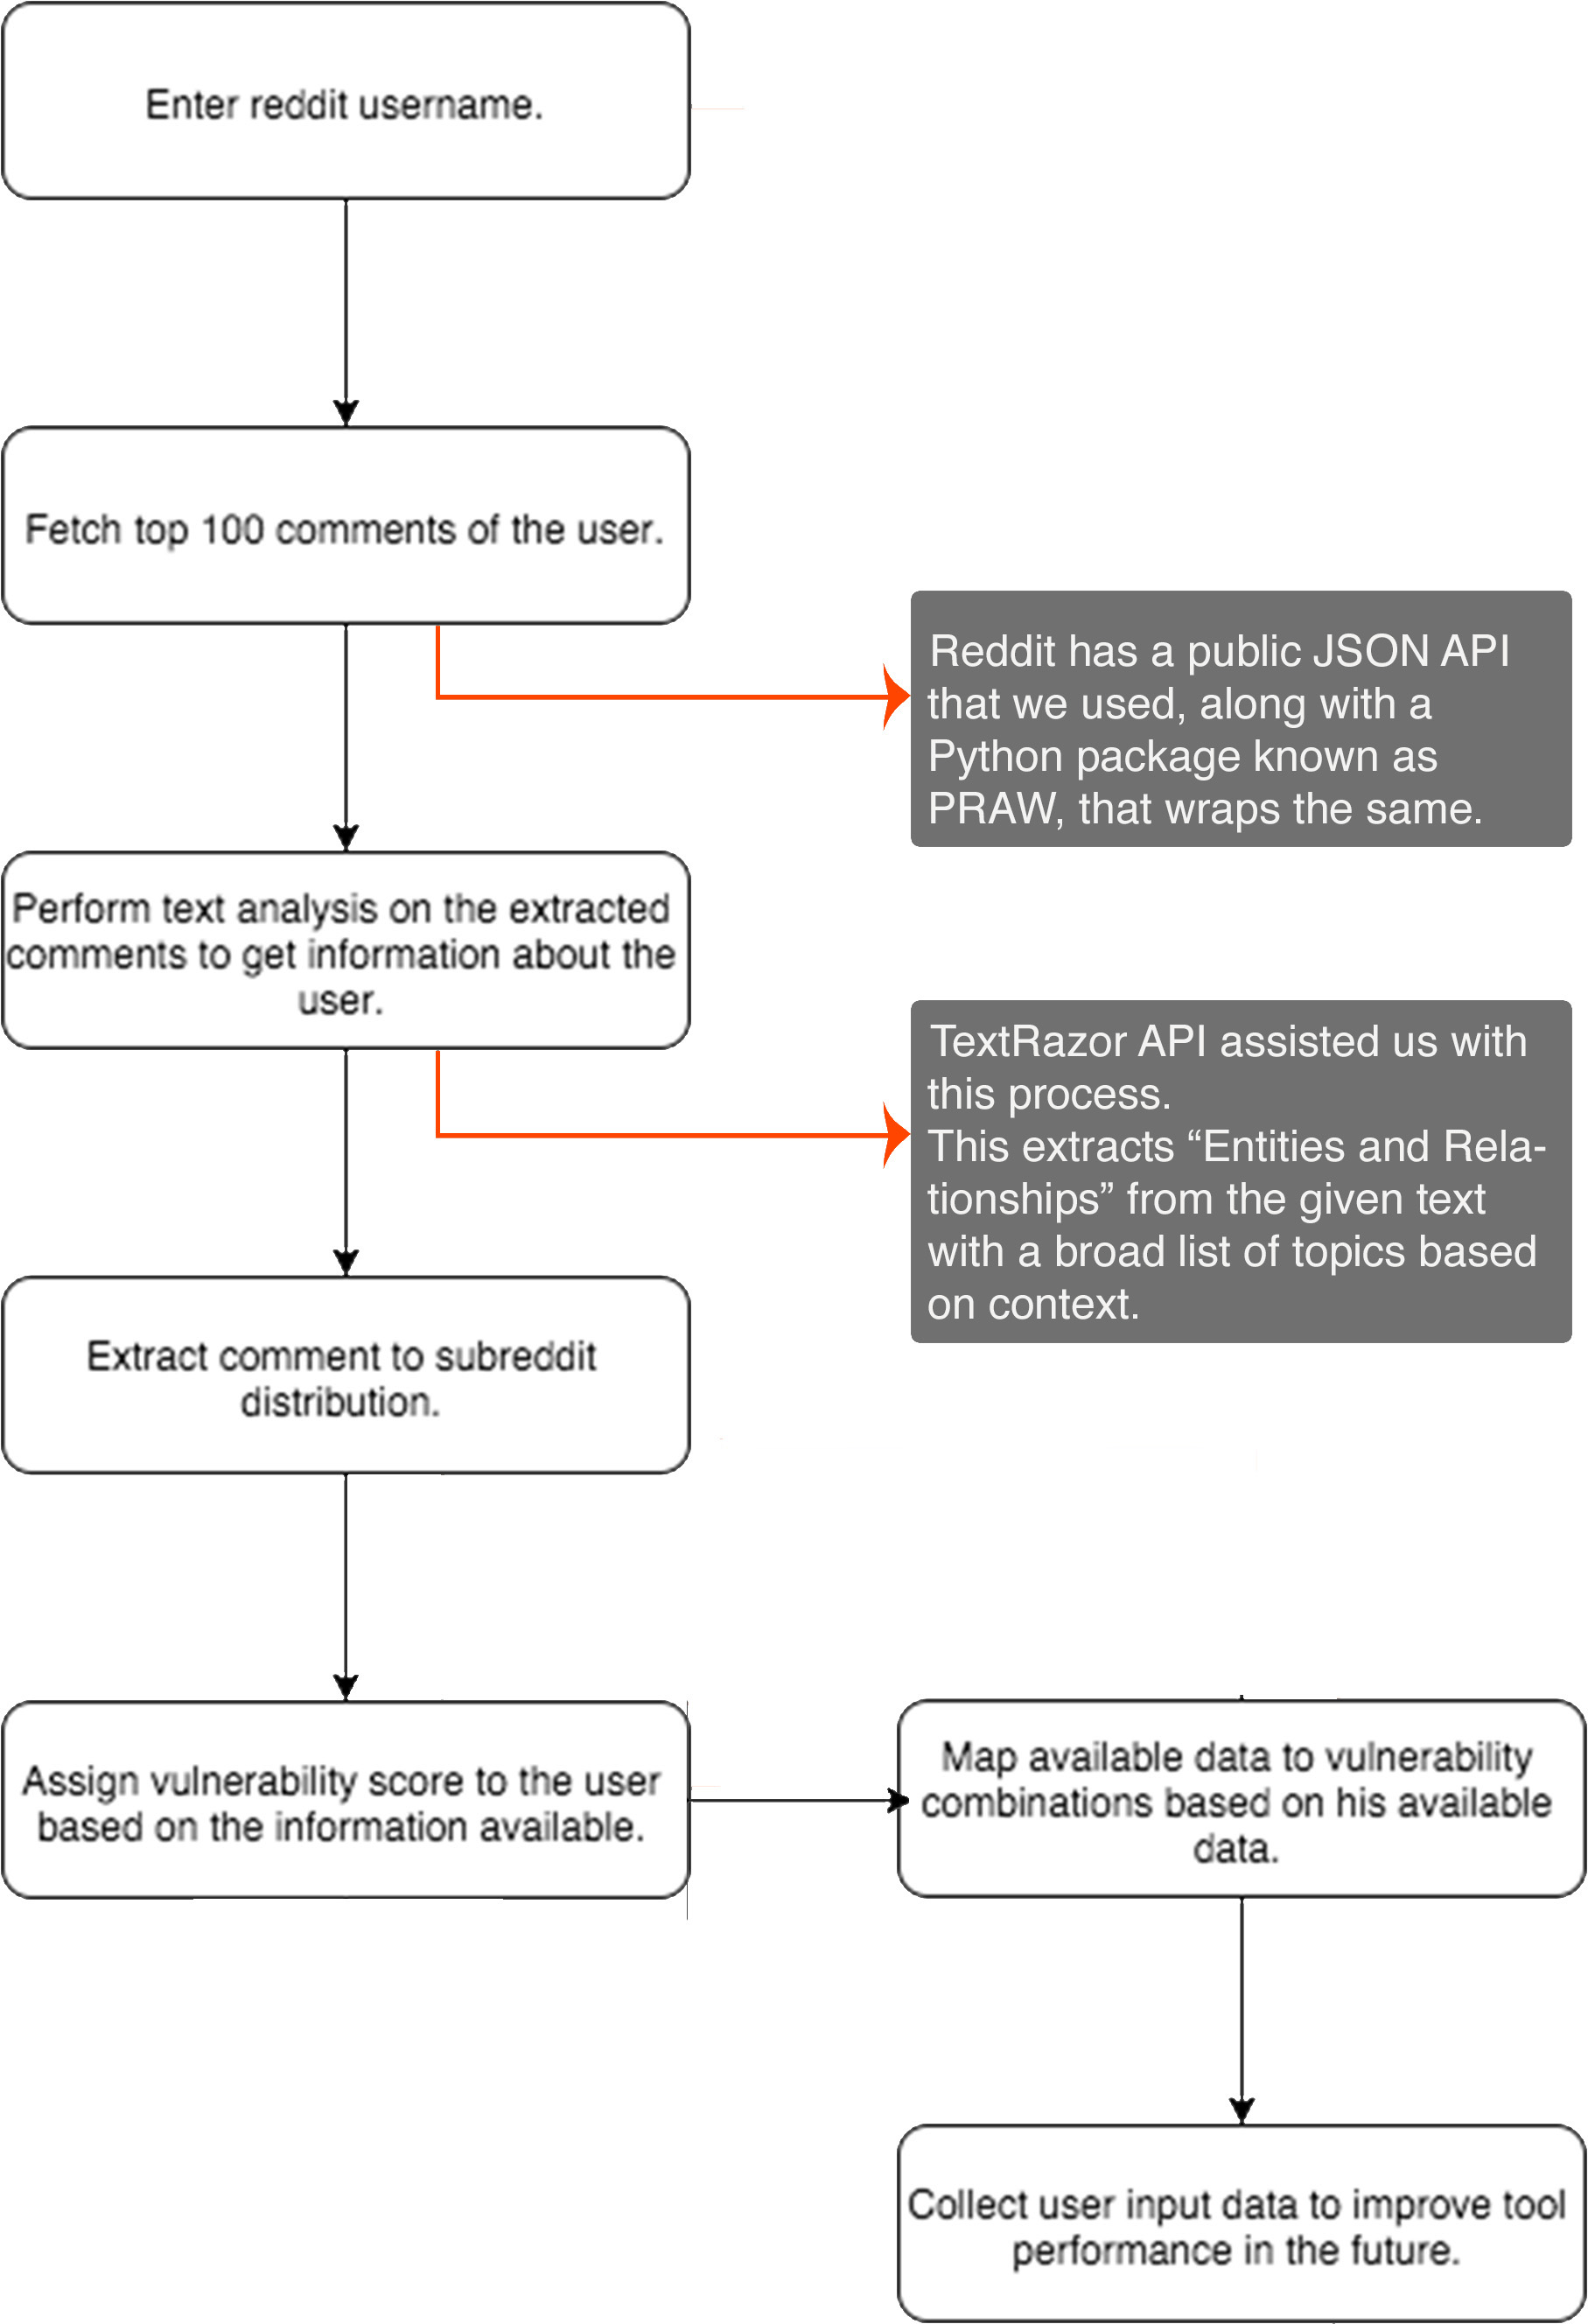 Enter reddit username.
Fetch top 100 comments of the user.
Reddit has a public JSON API
that we used, along with a
Python package known as
PRAW, that wraps the same.
Perform text analysis on the extracted
comments to get information about the
user.
TextRazor API assisted us with
this process.
This extracts “Entities and Rela-
tionships” from the given text
with a broad list of topics based
on context.
Extract comment to subreddit
distribution.
Assign vulnerability score to the user
based on the information available.
Map available data to vulnerability
combinations based on his available
data.
Collect user input data to improve tool
performance in the future.